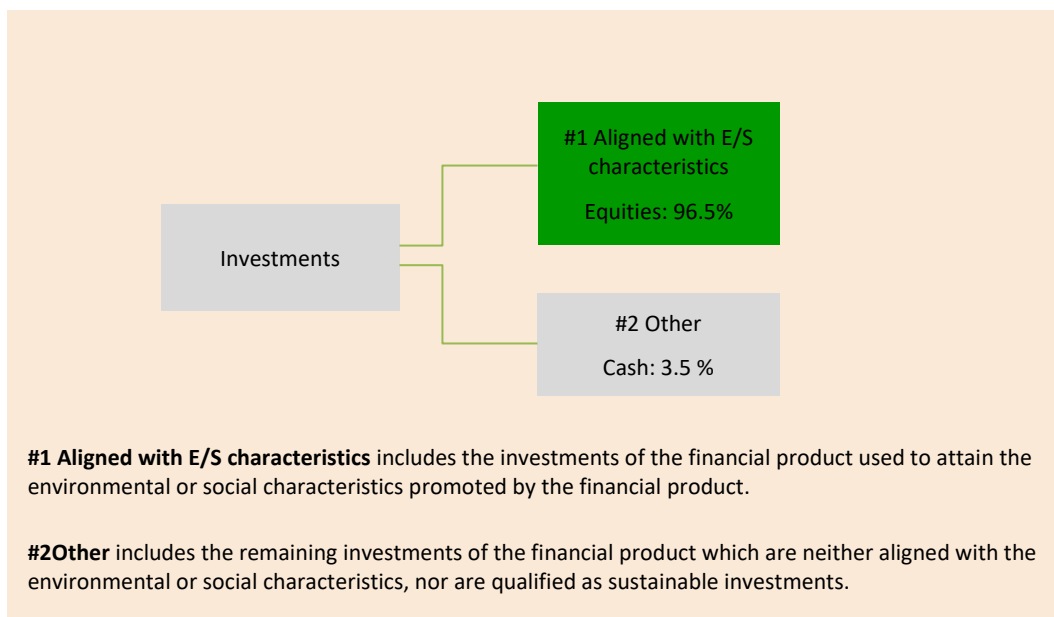 #1 Aligned with E/S
characteristics
Equities: 96.5%
Investments
#2 Other
Cash: 3.5 %
#1 Aligned with E/S characteristics includes the investments of the financial product used to attain the
environmental or social characteristics promoted by the financial product.
#2Other includes the remaining investments of the financial product which are neither aligned with the
environmental or social characteristics, nor are qualified as sustainable investments.